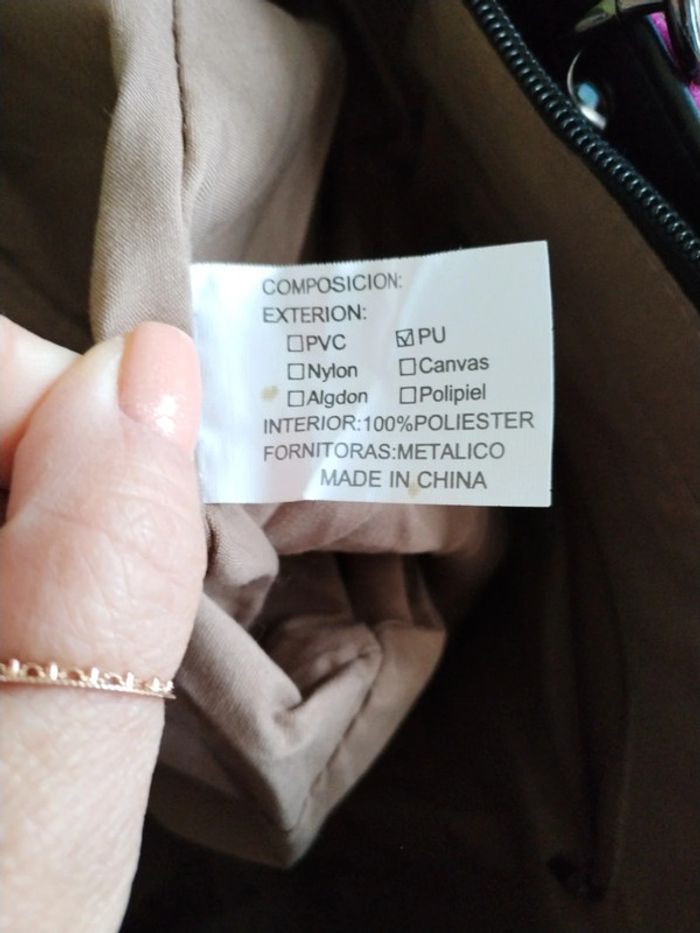 COMPOSICION:
EXTERION:
☐PVC ☑PU
☐Nylon ☐Canvas
☐Algdon ☐Polipiel
INTERIOR:100%POLIESTER
FORNITORAS:METALICO
MADE IN CHINA